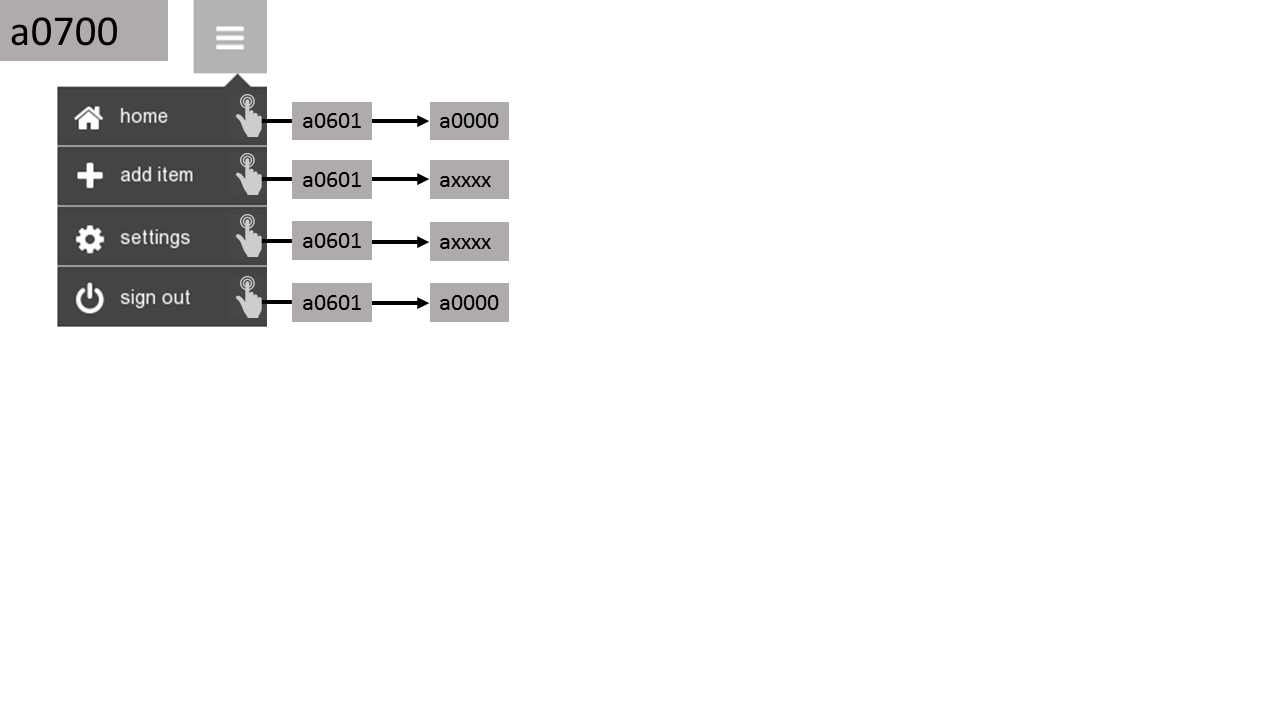 a0700
home a0601 a0000
add item a0601 axxxx
settings a0601 axxxx
sign out a0601 a0000